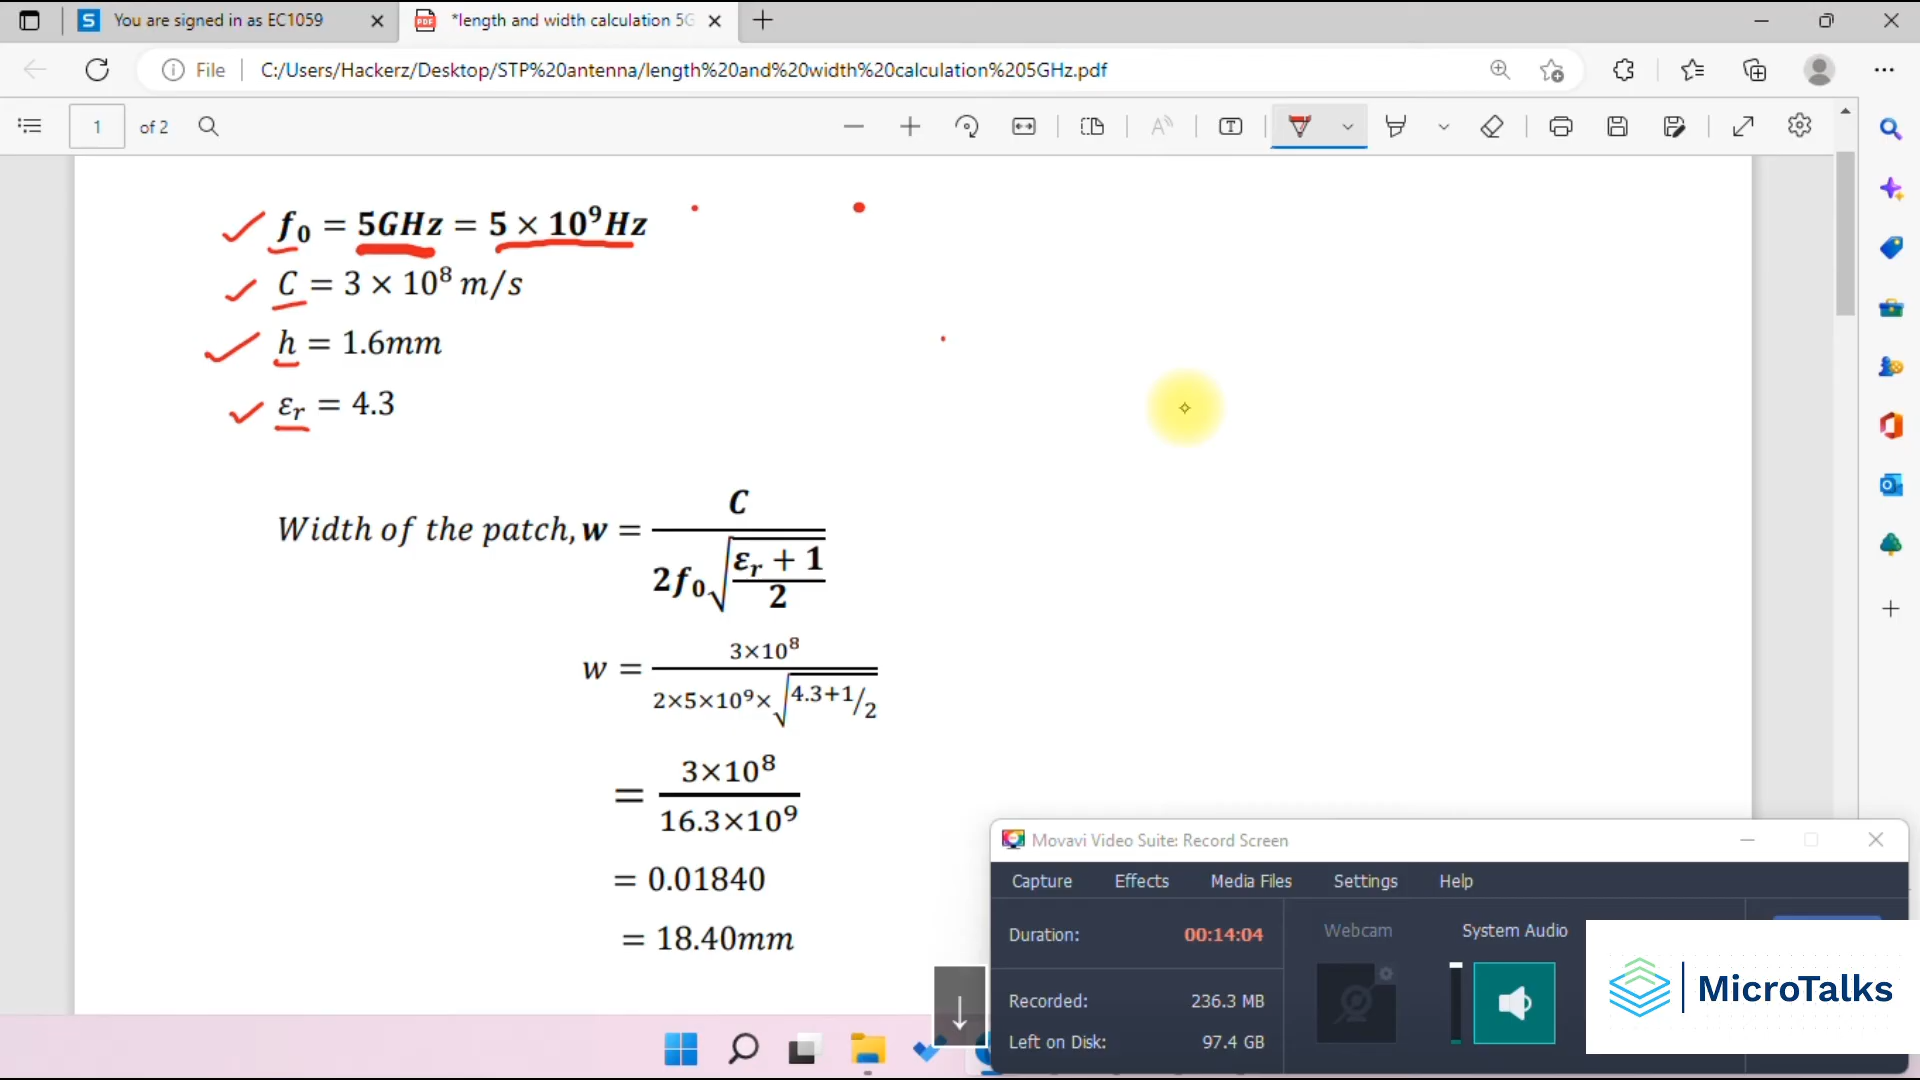 You are signed in as EC1059
*length and width calculation 5G
File
C:/Users/Hackerz/Desktop/STP%20antenna/length%20and%20width%20calculation%205GHz.pdf
1 of 2
f₀ = 5GHz = 5 × 10⁹Hz
C = 3 × 10⁸ m/s
h = 1.6mm
εᵣ = 4.3
Width of the patch, w = C / 2f₀√((εᵣ + 1)/2)
w = 3×10⁸ / 2×5×10⁹×√(4.3+1/2)
= 3×10⁸ / 16.3×10⁹
= 0.01840
= 18.40mm
Movavi Video Suite: Record Screen
Capture Effects Media Files Settings Help
Duration: 00:14:04
Webcam System Audio
Recorded: 236.3 MB
Left on Disk: 97.4 GB
MicroTalks